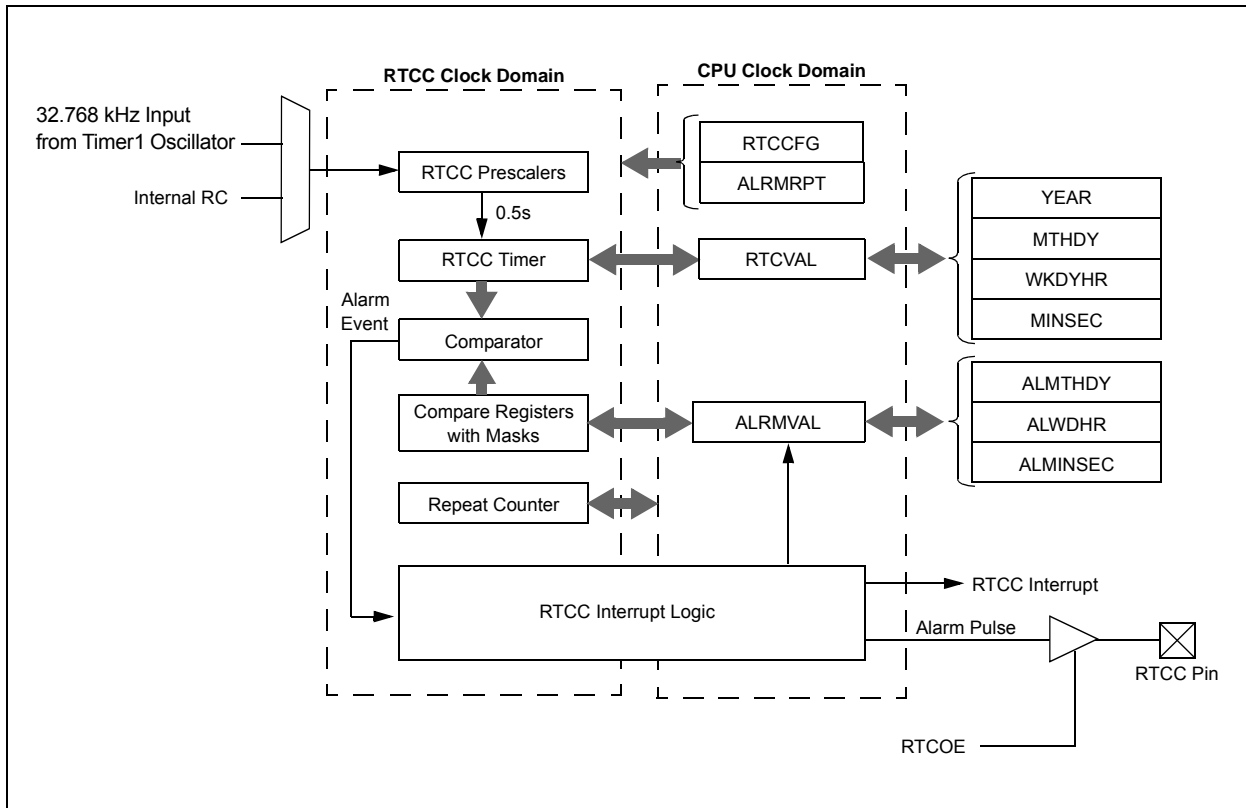 RTCC Clock Domain
CPU Clock Domain
32.768 kHz Input
from Timer1 Oscillator
Internal RC
RTCC Prescalers
0.5s
RTCC Timer
Alarm
Event
Comparator
Compare Registers
with Masks
Repeat Counter
RTCC Interrupt Logic
RTCCFG
ALRMRPT
RTCVAL
ALRMVAL
YEAR
MTHDY
WKDYHR
MINSEC
ALMTHDY
ALWDHR
ALMINSEC
RTCC Interrupt
Alarm Pulse
RTCC Pin
RTCOE